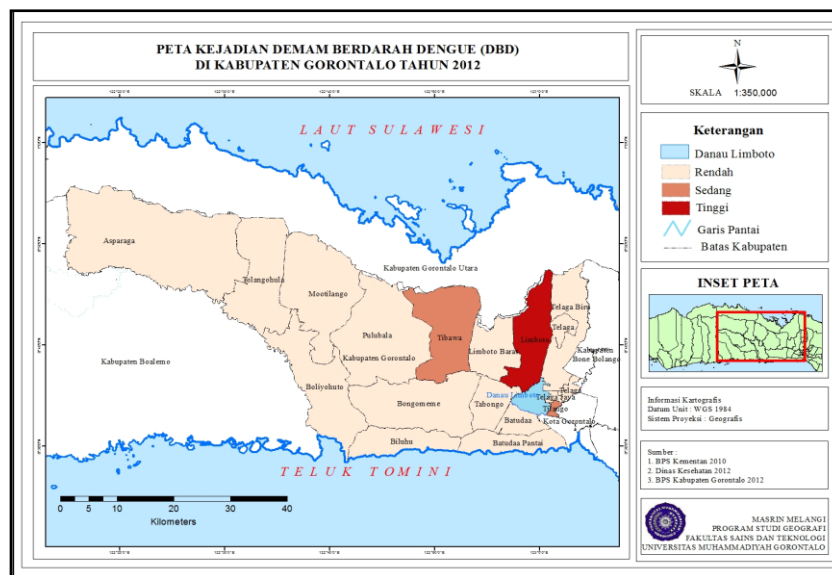 PETA KEJADIAN DEMAM BERDARAH DENGUE (DBD)
DI KABUPATEN GORONTALO TAHUN 2012
N
SKALA 1:350,000
LAUT SULAWESI
Keterangan
Danau Limboto
Rendah
Sedang
Tinggi
Garis Pantai
Batas Kabupaten
Asparaga
Tolangohula
Mootilango
Kabupaten Gorontalo Utara
Telaga Biru
Telaga
Pulubala
Tibawa
Limboto
Limboto Barat
Kabupaten
Bone Bolango
Kabupaten Boalemo
Kabupaten Gorontalo
Boliyohuto
Bongomeme
Tabongo
Danau Limboto
Telaga
Telaga Jaya
Tilango
Batudaa
Kota Gorontalo
Biluhu
Batudaa Pantai
TELUK TOMINI
0 5 10 20 30 40
Kilometers
INSET PETA
Informasi Kartografis
Datum Unit : WGS 1984
Sistem Proyeksi : Geografis
Sumber :
1. BPS Kementan 2010
2. Dinas Kesehatan 2012
3. BPS Kabupaten Gorontalo 2012
MASRIN MELANGI
PROGRAM STUDI GEOGRAFI
FAKULTAS SAINS DAN TEKNOLOGI
UNIVERSITAS MUHAMMADIYAH GORONTALO